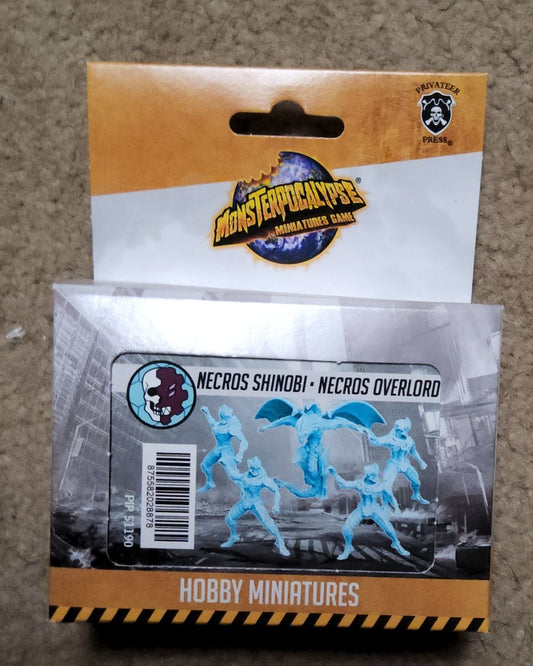 PRIVATEER
PRESS®
MONSTERPOCALYPSE®
MINIATURES GAME
NECROS SHINOBI • NECROS OVERLORD
875582028878
PIP 51190
HOBBY MINIATURES